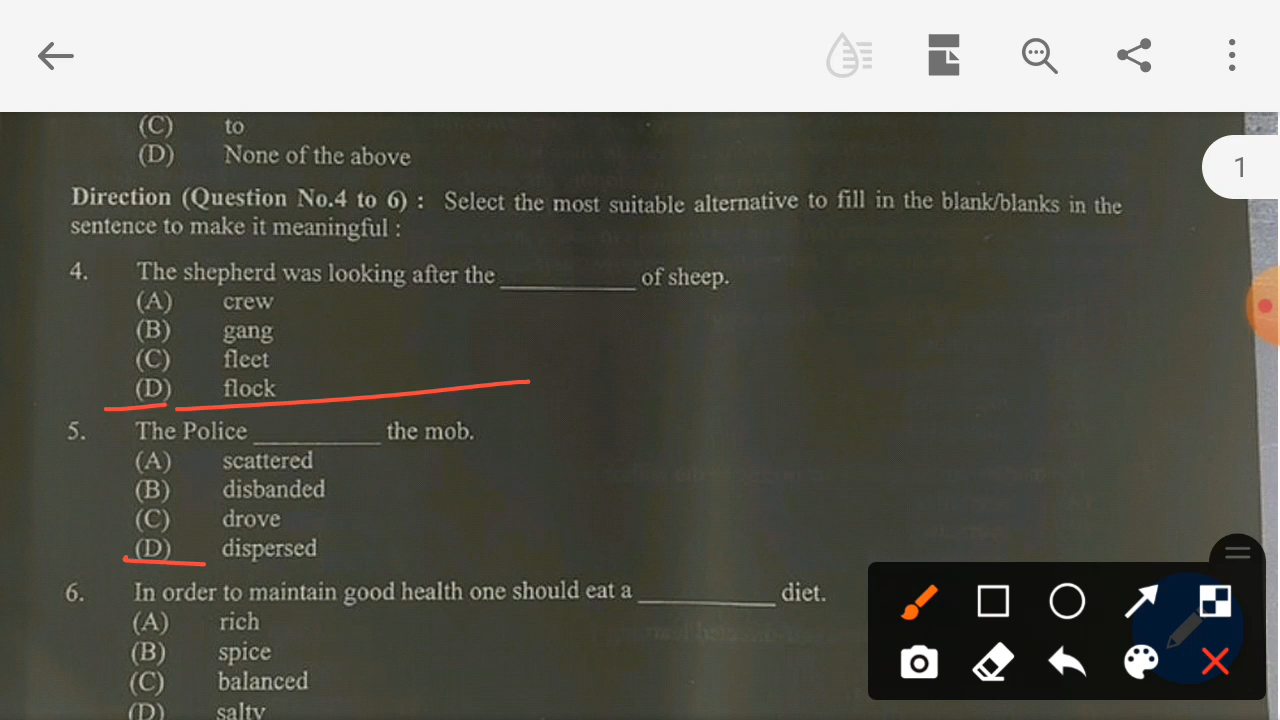 (C) to
(D) None of the above
1
Direction (Question No.4 to 6) : Select the most suitable alternative to fill in the blank/blanks in the
sentence to make it meaningful :
4. The shepherd was looking after the __________ of sheep.
(A) crew
(B) gang
(C) fleet
(D) flock
5. The Police __________ the mob.
(A) scattered
(B) disbanded
(C) drove
(D) dispersed
6. In order to maintain good health one should eat a __________ diet.
(A) rich
(B) spice
(C) balanced
(D) salty